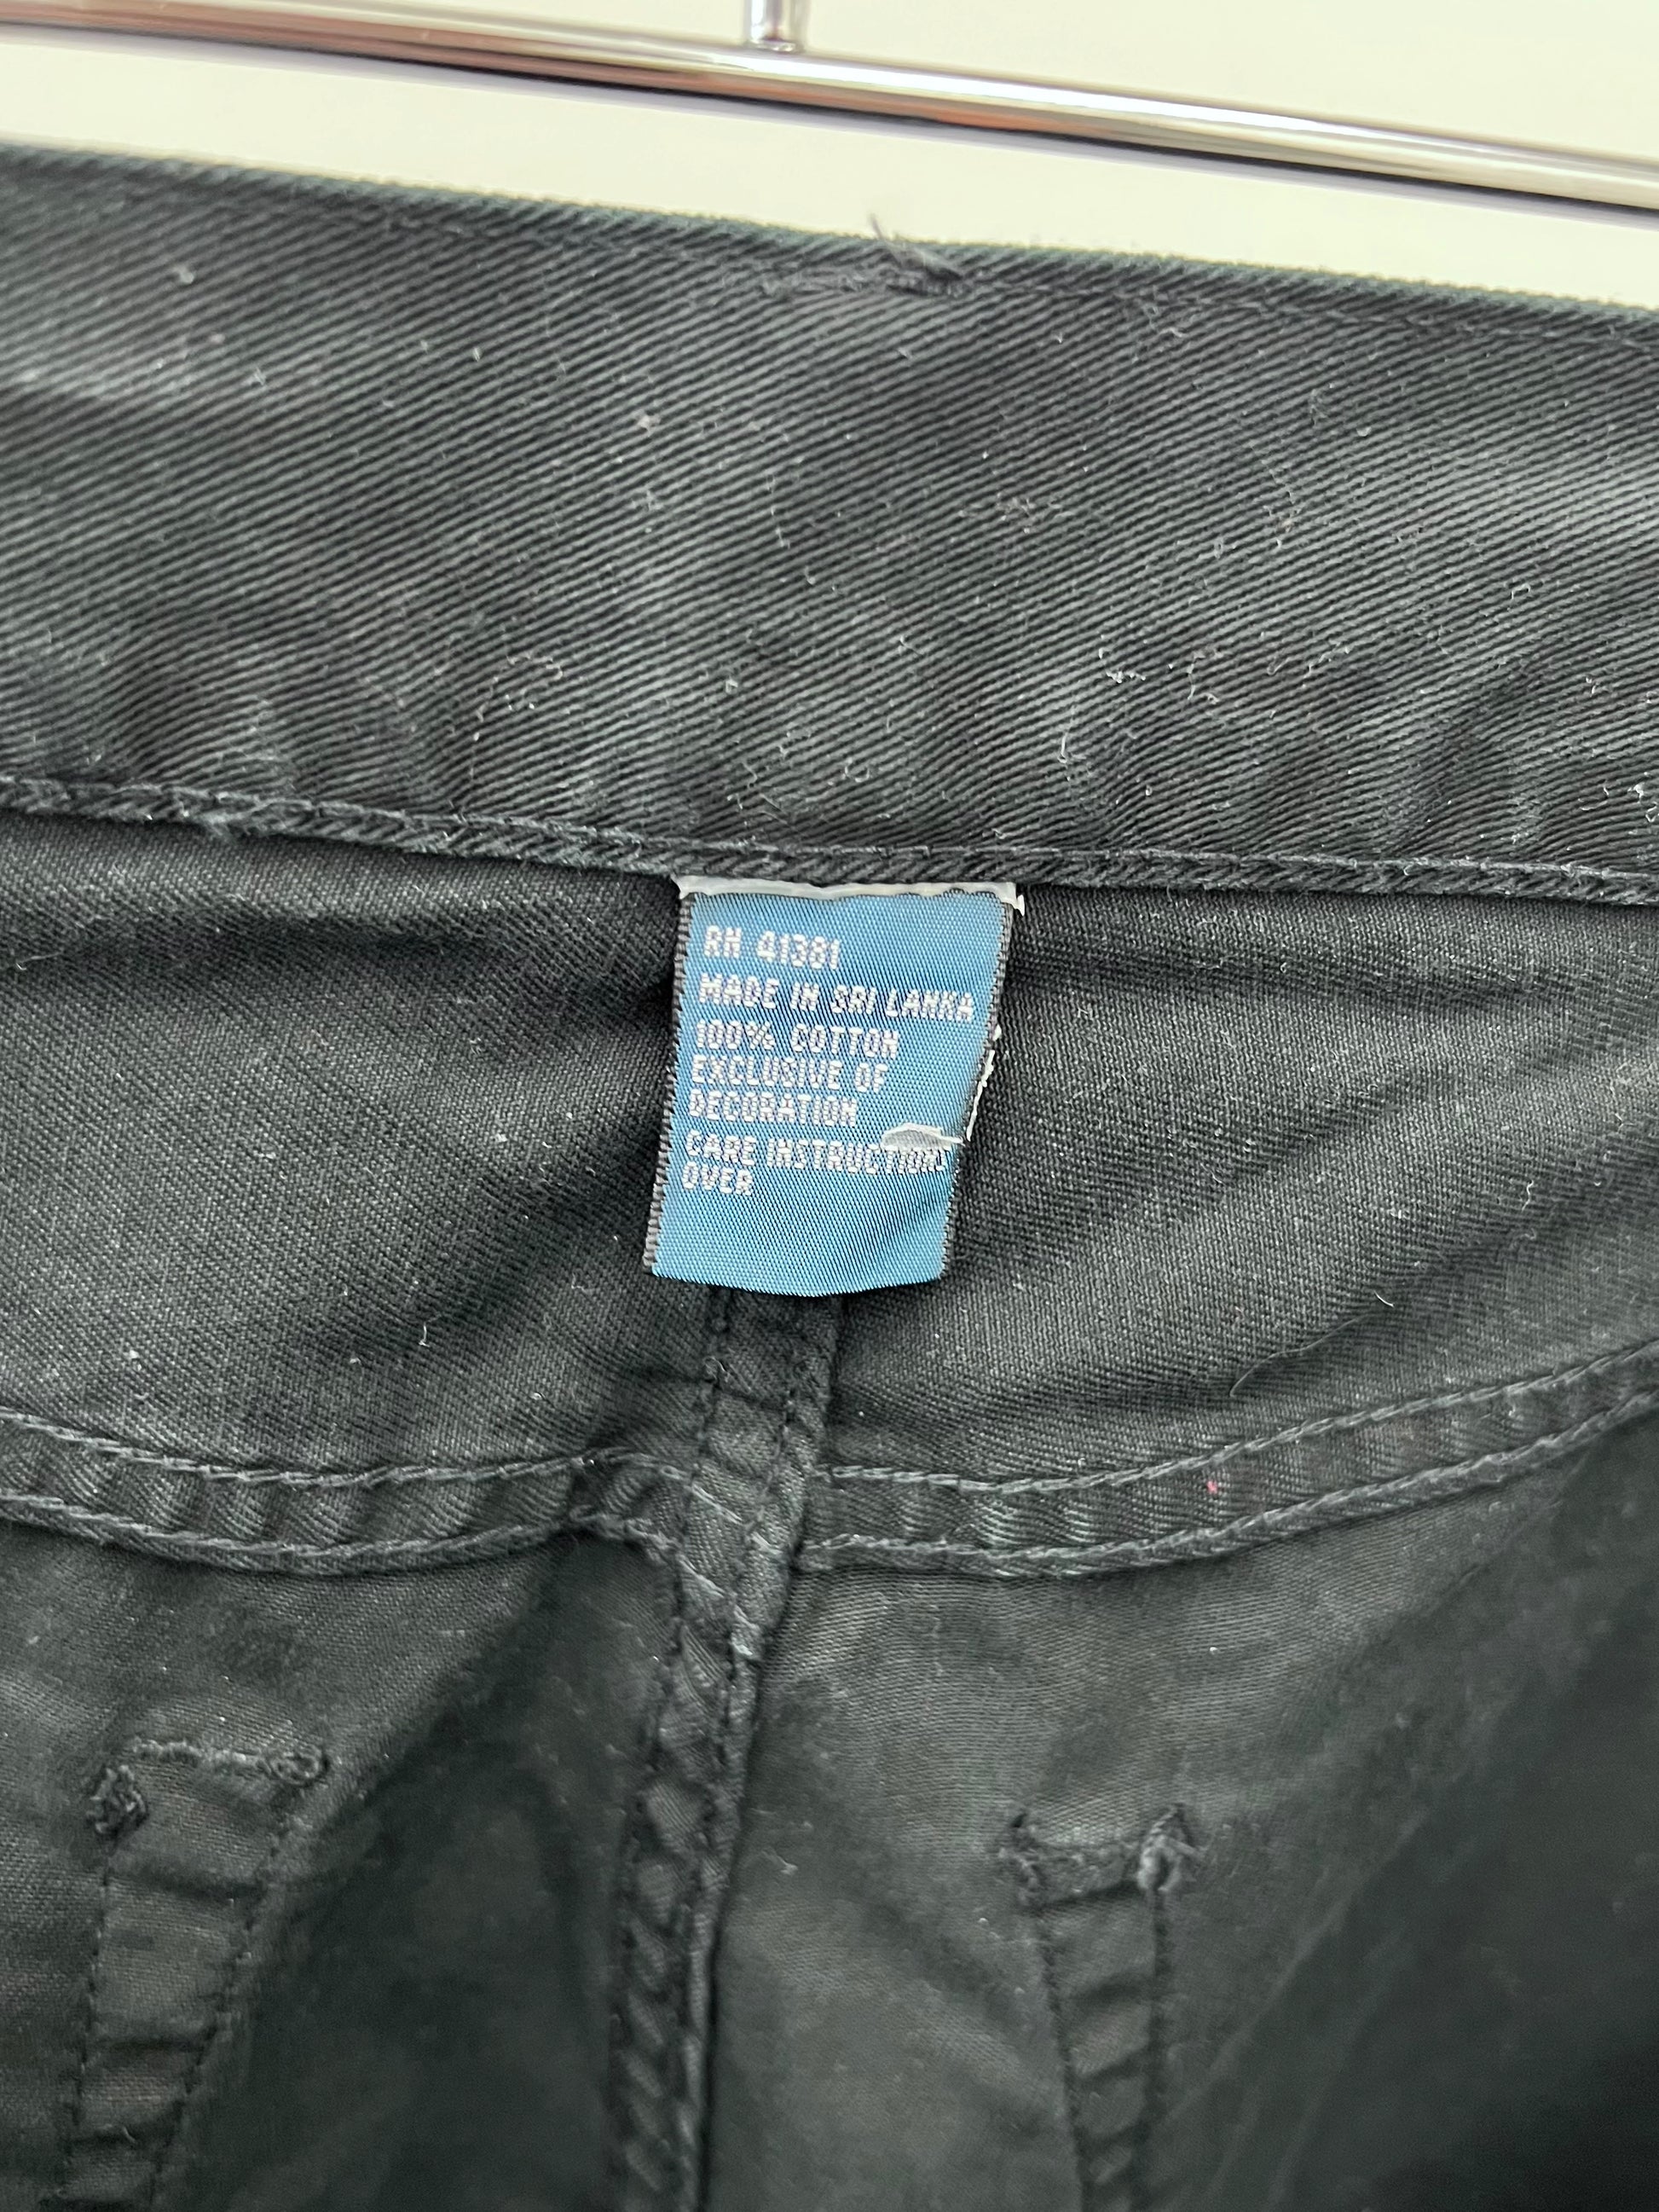 RN 41381
MADE IN SRI LANKA
100% COTTON
EXCLUSIVE OF
DECORATION
CARE INSTRUCTION
OVER